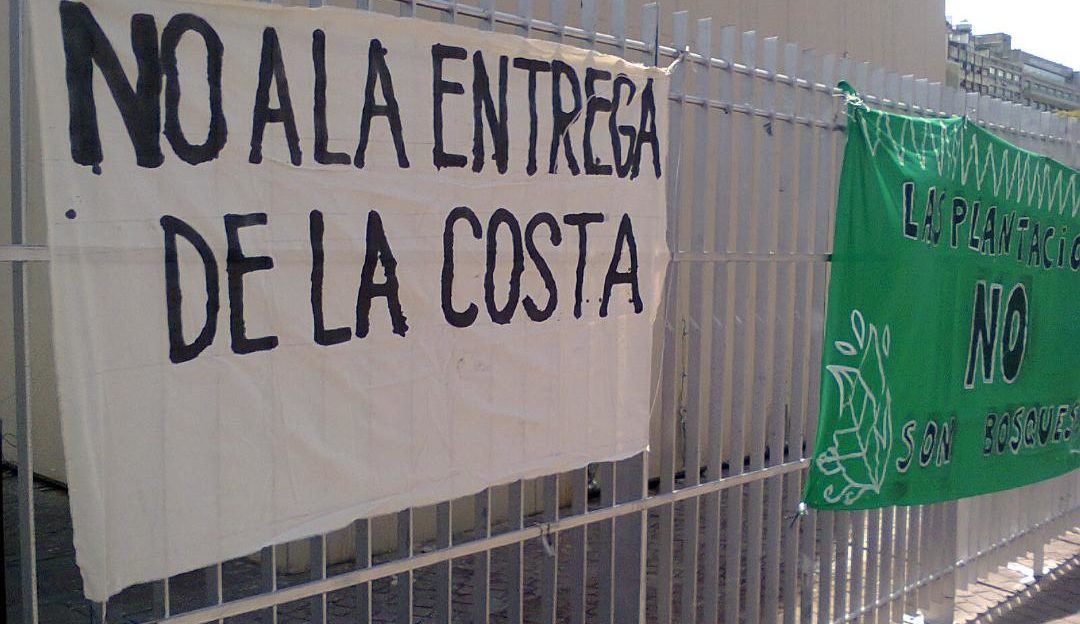 NO A LA ENTREGA
DE LA COSTA
LAS PLANTACIO
NO
SON BOSQUES